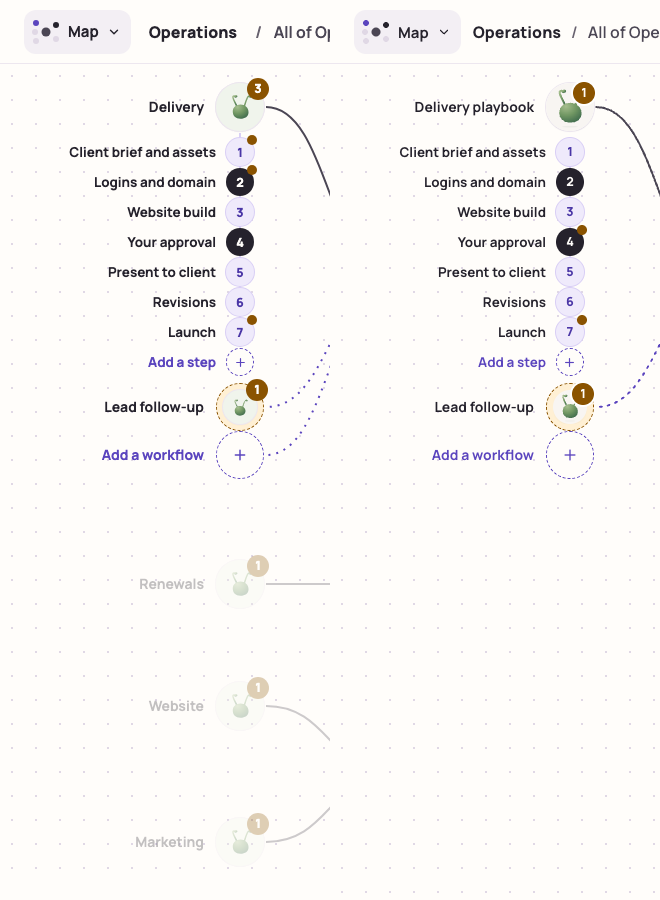 Map Operations / All of Op
3
Delivery
Client brief and assets 1
Logins and domain 2
Website build 3
Your approval 4
Present to client 5
Revisions 6
Launch 7
Add a step +
1
Lead follow-up
Add a workflow +
1
Renewals
1
Website
1
Marketing
Map Operations / All of Ope
1
Delivery playbook
Client brief and assets 1
Logins and domain 2
Website build 3
Your approval 4
Present to client 5
Revisions 6
Launch 7
Add a step +
1
Lead follow-up
Add a workflow +